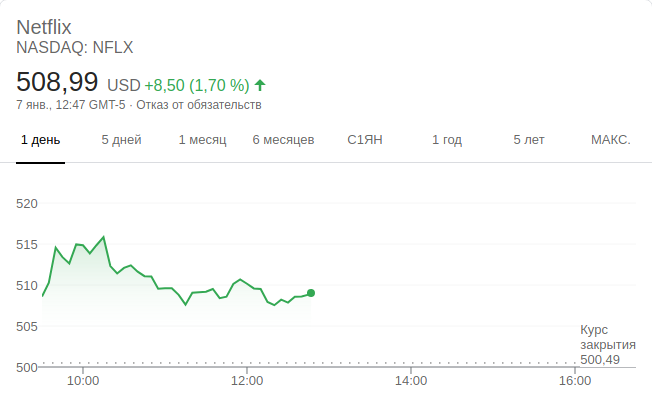 Netflix
NASDAQ: NFLX
508,99 USD +8,50 (1,70 %)
7 янв., 12:47 GMT-5 · Отказ от обязательств
1 день 5 дней 1 месяц 6 месяцев С1ЯН 1 год 5 лет МАКС.
520
515
510
505
500
Курс
закрытия
500,49
10:00 12:00 14:00 16:00